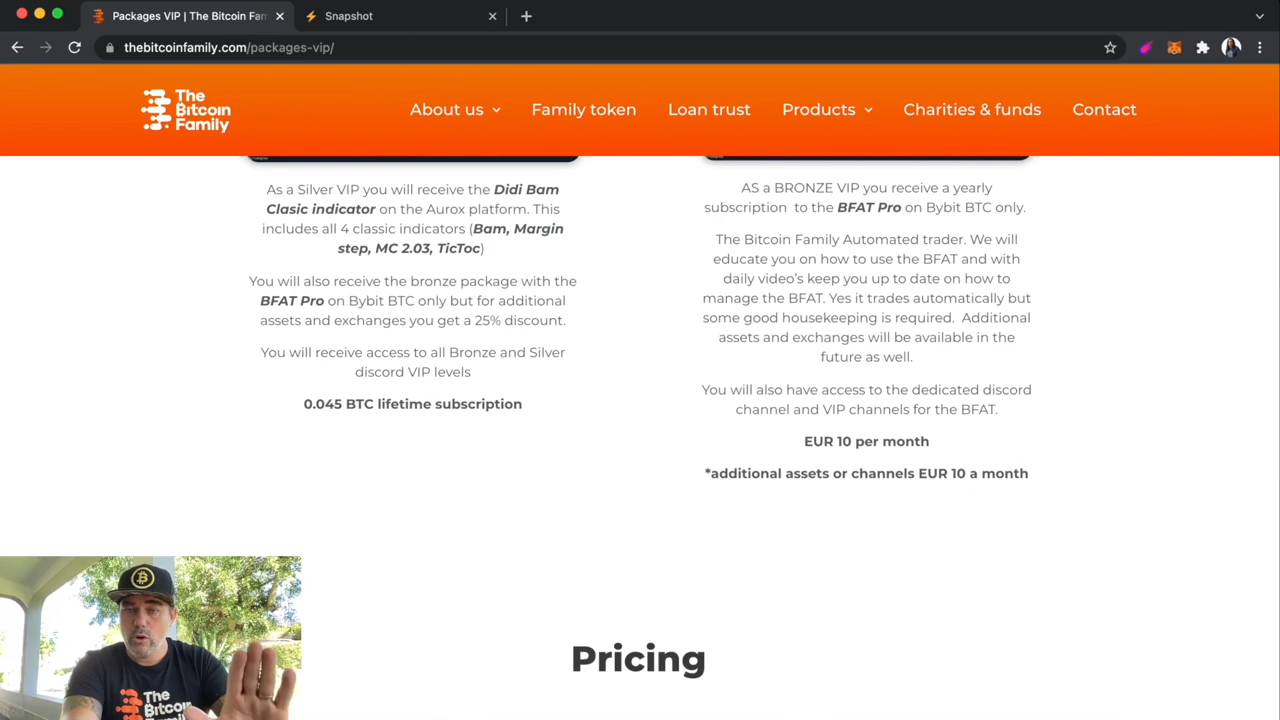 Packages VIP | The Bitcoin Fam
Snapshot
thebitcoinfamily.com/packages-vip/
The
Bitcoin
Family
About us
Family token
Loan trust
Products
Charities & funds
Contact
As a Silver VIP you will receive the Didi Bam
Clasic indicator on the Aurox platform. This
includes all 4 classic indicators (Bam, Margin
step, MC 2.03, TicToc)
You will also receive the bronze package with the
BFAT Pro on Bybit BTC only but for additional
assets and exchanges you get a 25% discount.
You will receive access to all Bronze and Silver
discord VIP levels
0.045 BTC lifetime subscription
AS a BRONZE VIP you receive a yearly
subscription to the BFAT Pro on Bybit BTC only.
The Bitcoin Family Automated trader. We will
educate you on how to use the BFAT and with
daily video's keep you up to date on how to
manage the BFAT. Yes it trades automatically but
some good housekeeping is required. Additional
assets and exchanges will be available in the
future as well.
You will also have access to the dedicated discord
channel and VIP channels for the BFAT.
EUR 10 per month
*additional assets or channels EUR 10 a month
Pricing
The
Bitcoin